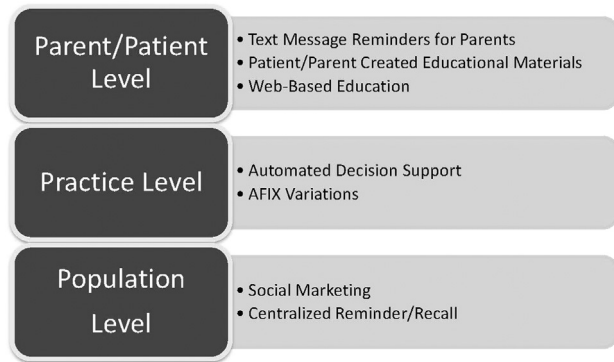 Parent/Patient
Level
• Text Message Reminders for Parents
• Patient/Parent Created Educational Materials
• Web-Based Education
Practice Level
• Automated Decision Support
• AFIX Variations
Population
Level
• Social Marketing
• Centralized Reminder/Recall